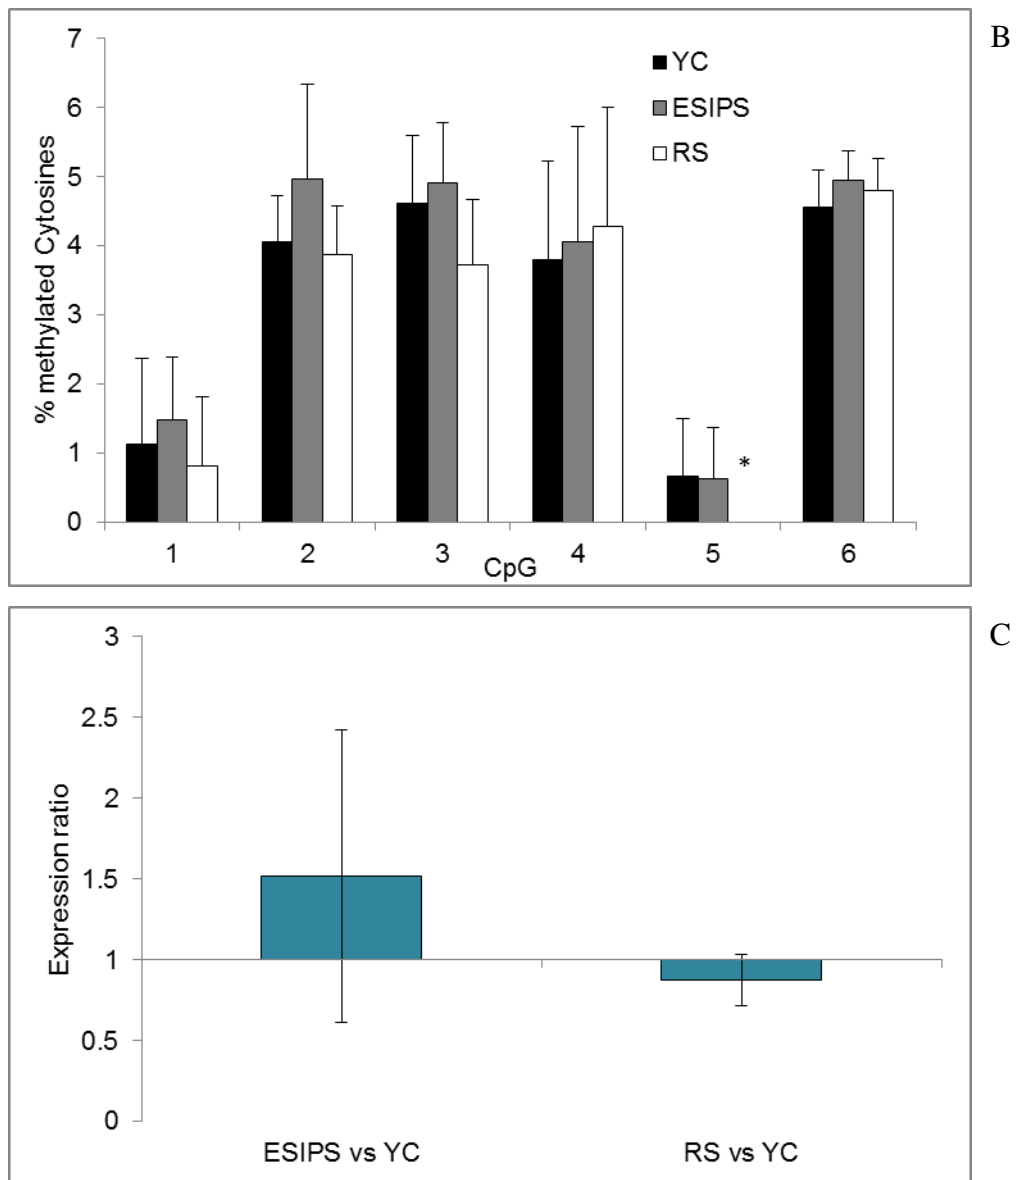 B
7
6
5
4
3
2
1
0
% methylated Cytosines
YC
ESIPS
RS
*
1 2 3 4 5 6
CpG
C
3
2.5
2
1.5
1
0.5
0
Expression ratio
ESIPS vs YC RS vs YC